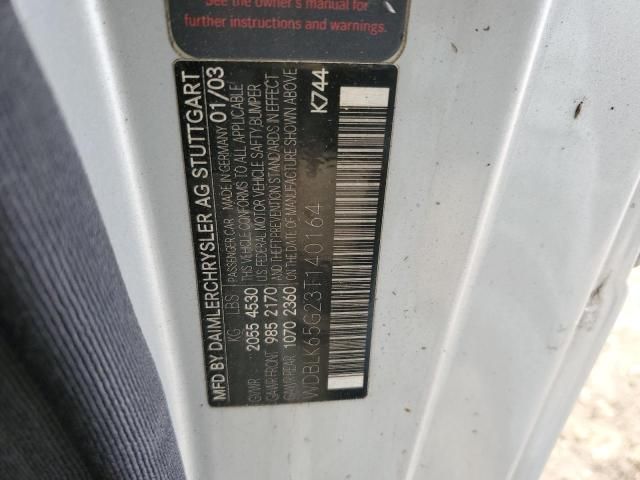 See the owner's manual for
further instructions and warnings.
MFD BY DAIMLERCHRYSLER AG STUTTGART
KG LBS PASSENGER CAR MADE IN GERMANY 01/03
GVWR 2055 4530 THIS VEHICLE CONFORMS TO ALL APPLICABLE
GAWR FRONT 985 2170 U.S. FEDERAL MOTOR VEHICLE SAFETY, BUMPER
GAWR REAR 1070 2360 AND THEFT PREVENTION STANDARDS IN EFFECT
ON THE DATE OF MANUFACTURE SHOWN ABOVE
WDBLK65G23T140164
K744